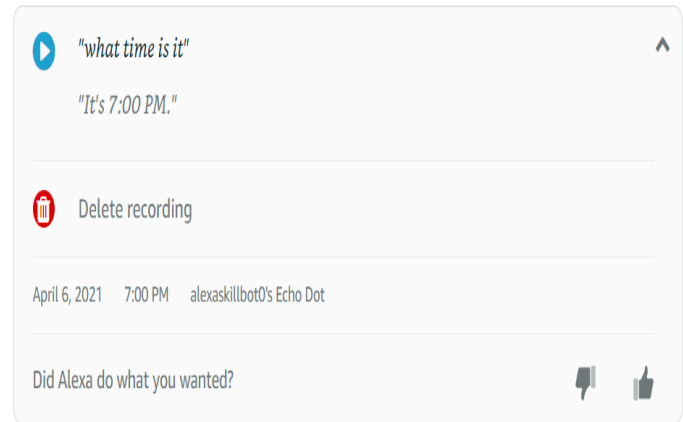 "what time is it"
"It's 7:00 PM."
Delete recording
April 6, 2021 7:00 PM alexaskillbot0's Echo Dot
Did Alexa do what you wanted?